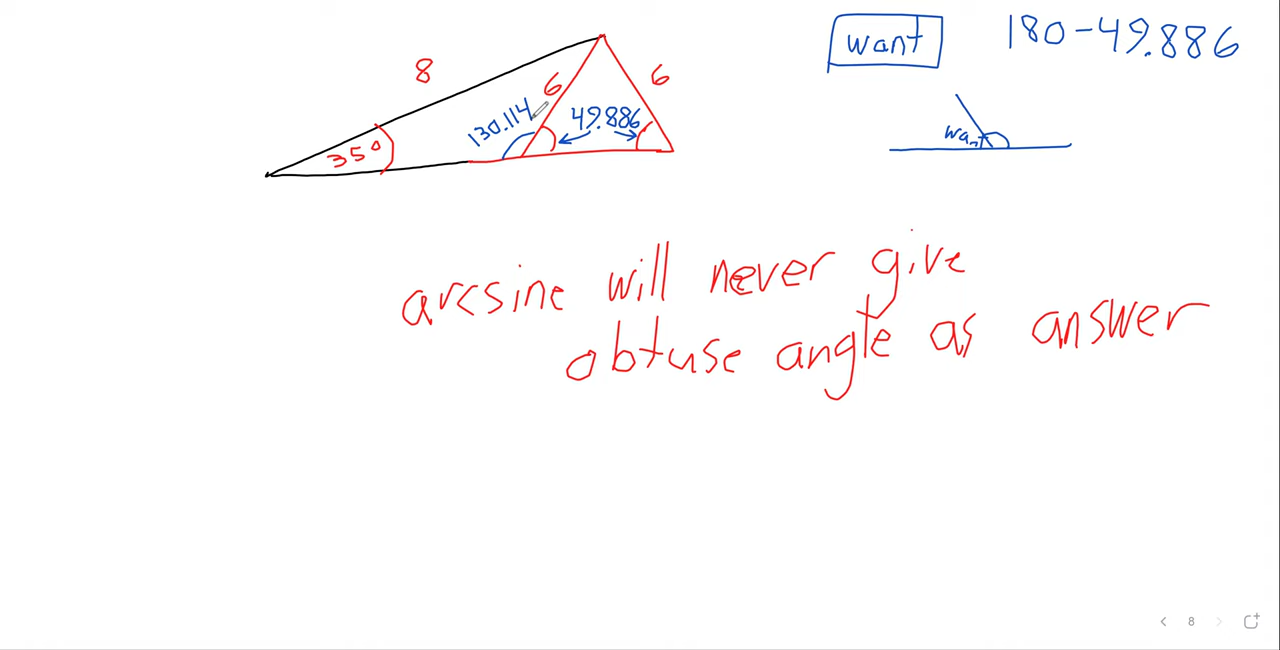 want
180-49.886
8
6
6
130.114
49.886
35°
want
arcsine will never give
obtuse angle as answer
8